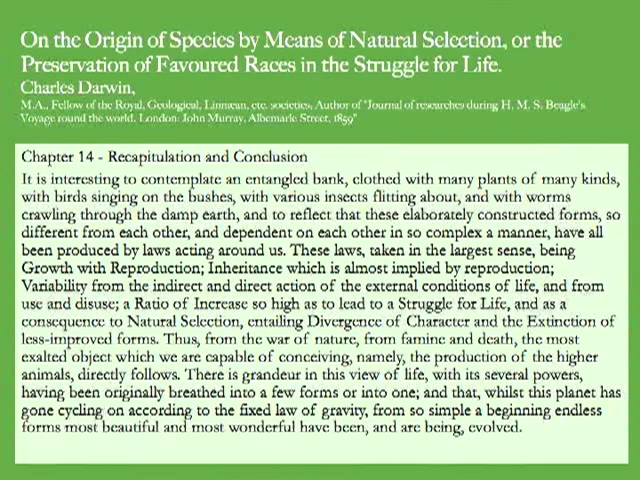 On the Origin of Species by Means of Natural Selection, or the
Preservation of Favoured Races in the Struggle for Life.
Charles Darwin,
M.A., Fellow of the Royal, Geological, Linnæan, etc. societies, Author of "Journal of researches during H. M. S. Beagle's
Voyage round the world. London: John Murray, Albemarle Street, 1859"
Chapter 14 - Recapitulation and Conclusion
It is interesting to contemplate an entangled bank, clothed with many plants of many kinds,
with birds singing on the bushes, with various insects flitting about, and with worms
crawling through the damp earth, and to reflect that these elaborately constructed forms, so
different from each other, and dependent on each other in so complex a manner, have all
been produced by laws acting around us. These laws, taken in the largest sense, being
Growth with Reproduction; Inheritance which is almost implied by reproduction;
Variability from the indirect and direct action of the external conditions of life, and from
use and disuse; a Ratio of Increase so high as to lead to a Struggle for Life, and as a
consequence to Natural Selection, entailing Divergence of Character and the Extinction of
less-improved forms. Thus, from the war of nature, from famine and death, the most
exalted object which we are capable of conceiving, namely, the production of the higher
animals, directly follows. There is grandeur in this view of life, with its several powers,
having been originally breathed into a few forms or into one; and that, whilst this planet has
gone cycling on according to the fixed law of gravity, from so simple a beginning endless
forms most beautiful and most wonderful have been, and are being, evolved.